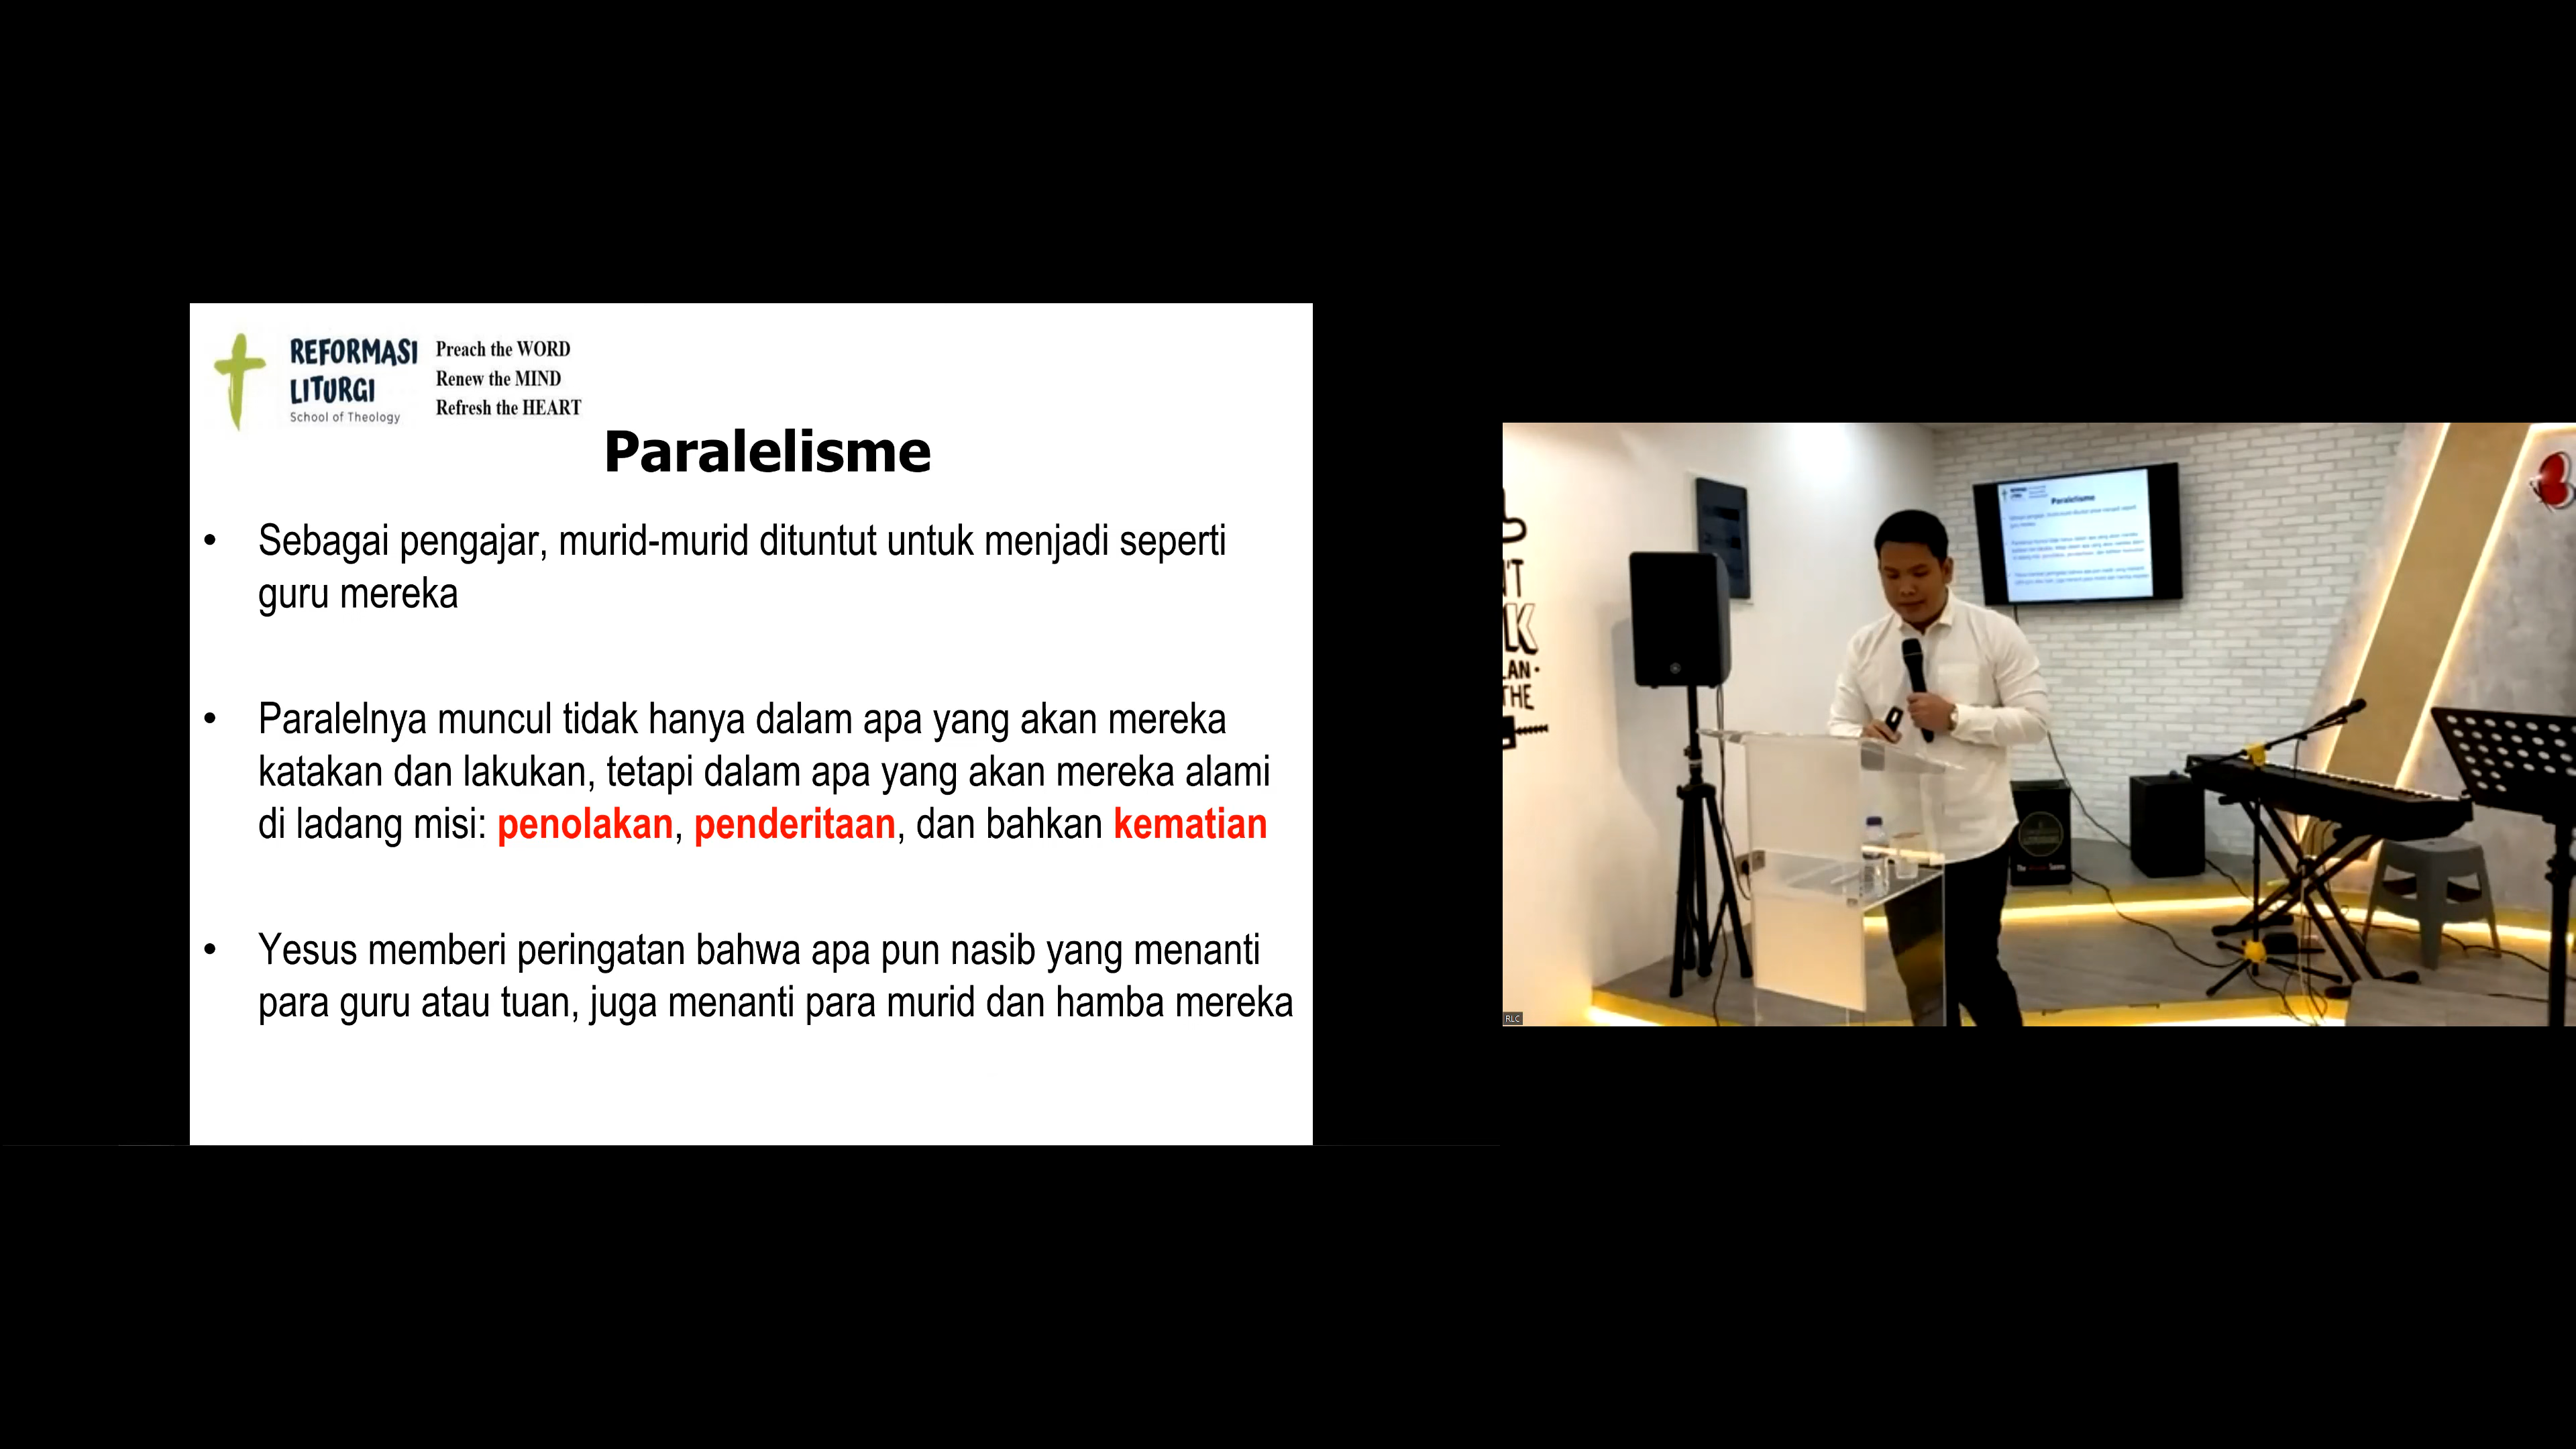 REFORMASI
LITURGI
School of Theology
Preach the WORD
Renew the MIND
Refresh the HEART
Paralelisme
• Sebagai pengajar, murid-murid dituntut untuk menjadi seperti
guru mereka
• Paralelnya muncul tidak hanya dalam apa yang akan mereka
katakan dan lakukan, tetapi dalam apa yang akan mereka alami
di ladang misi: penolakan, penderitaan, dan bahkan kematian
• Yesus memberi peringatan bahwa apa pun nasib yang menanti
para guru atau tuan, juga menanti para murid dan hamba mereka
Paralelisme
THE
RLC